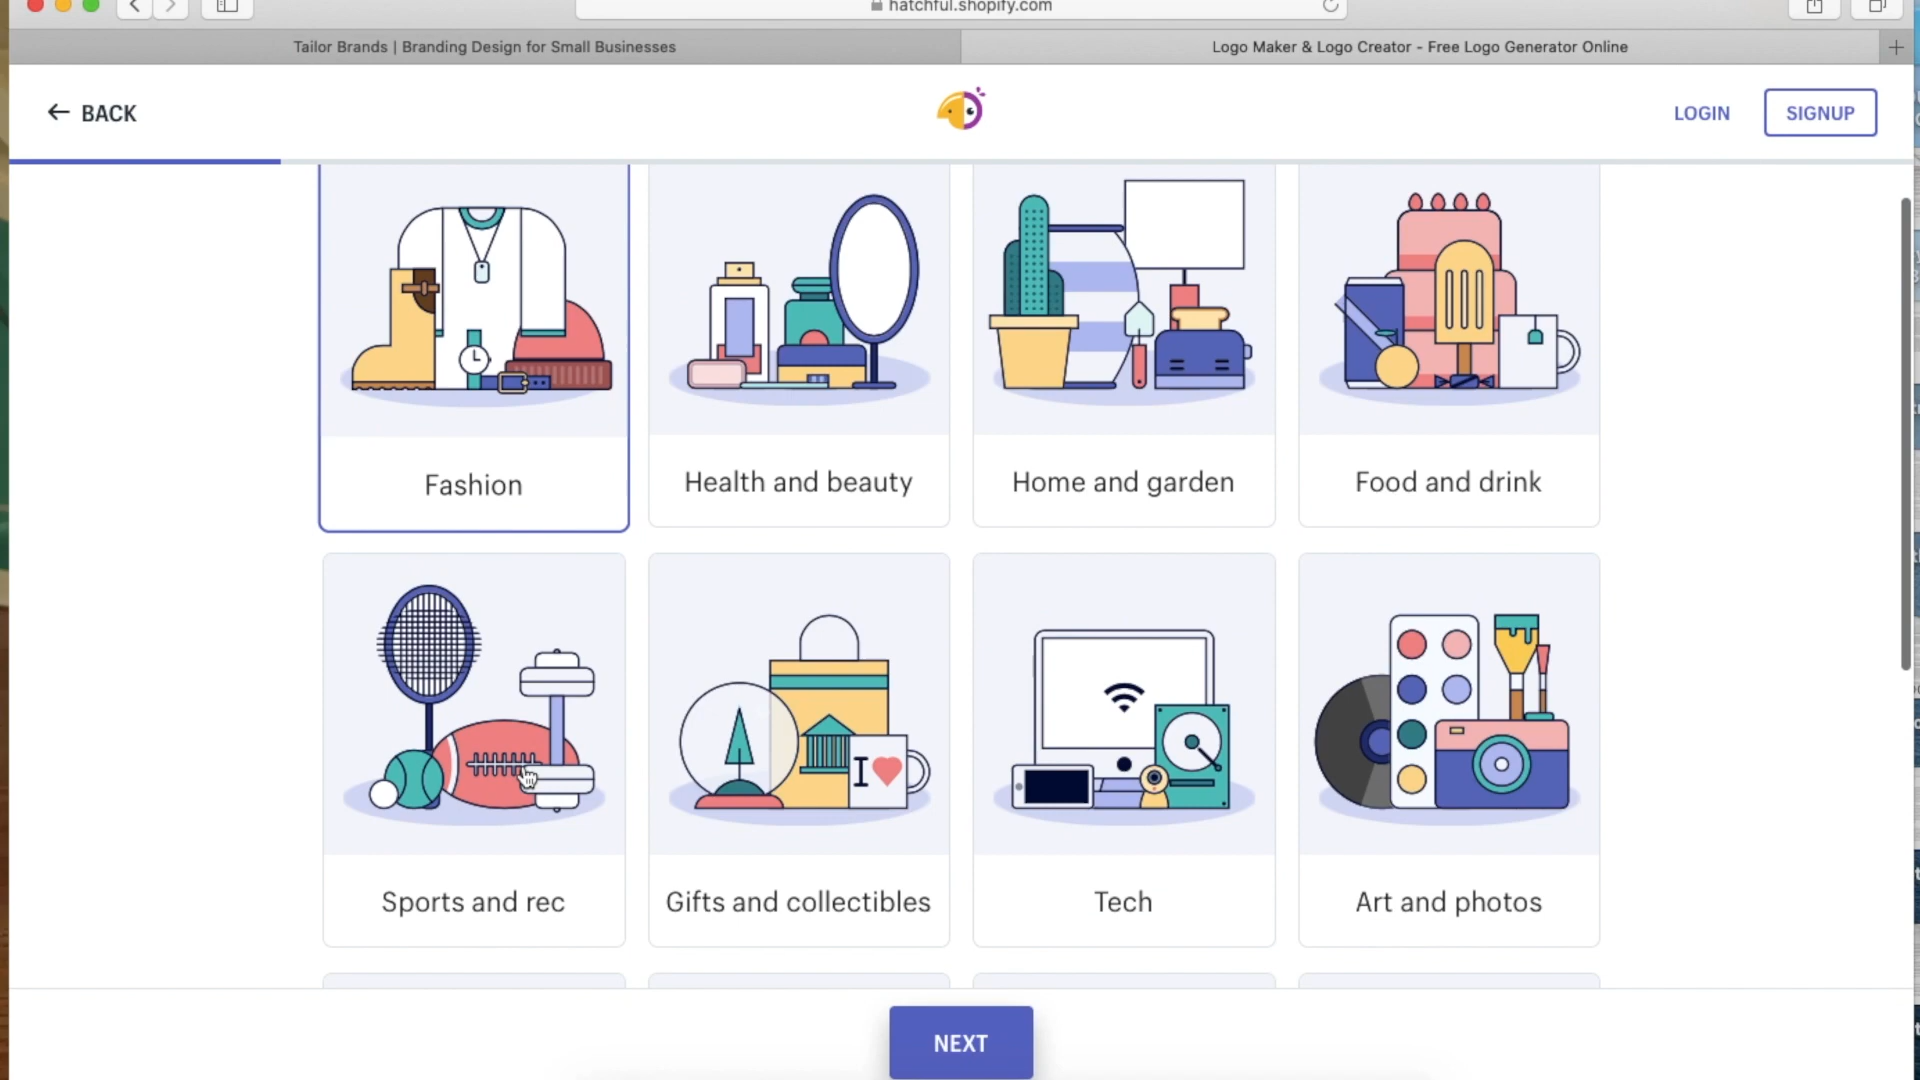 hatchful.shopify.com
Tailor Brands | Branding Design for Small Businesses
Logo Maker & Logo Creator - Free Logo Generator Online
BACK
LOGIN
SIGNUP
Fashion
Health and beauty
Home and garden
Food and drink
I
Sports and rec
Gifts and collectibles
Tech
Art and photos
NEXT